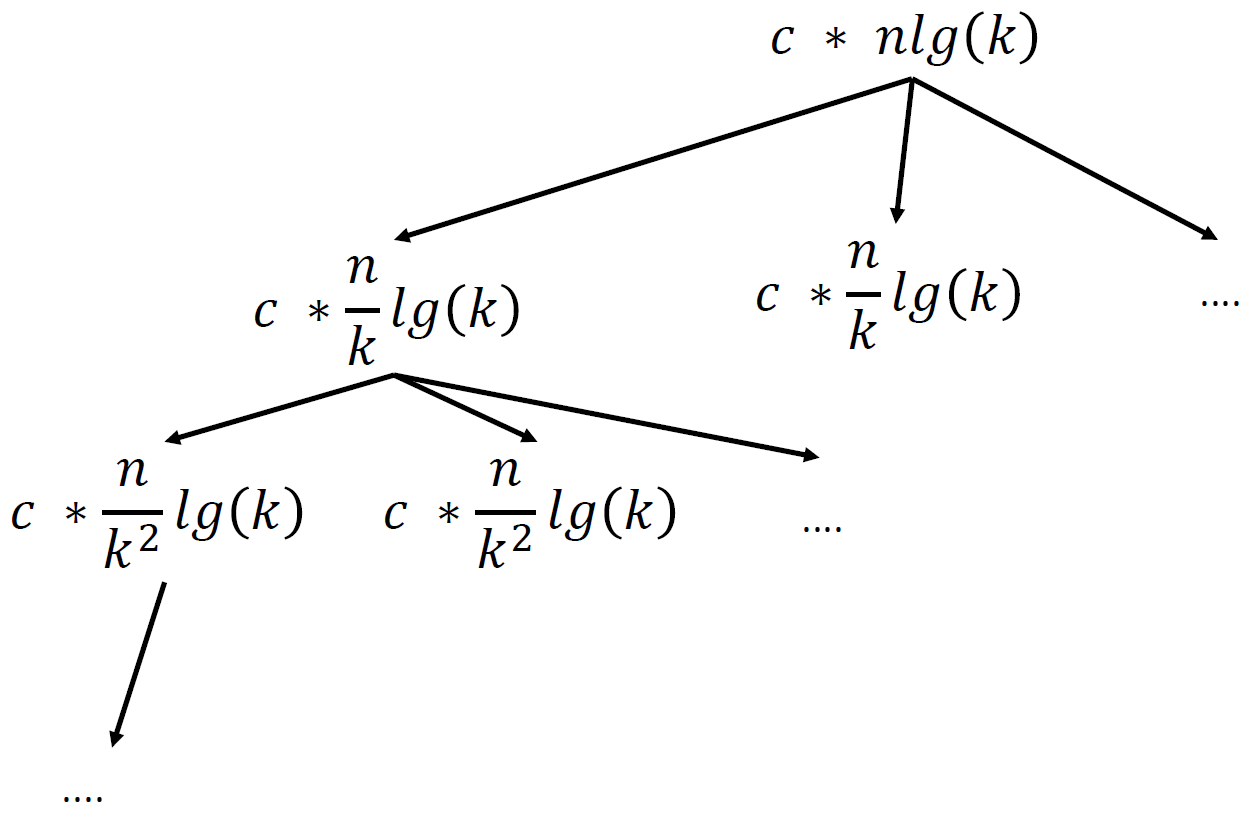 c * nlg(k)
c * n/k lg(k)    c * n/k lg(k)    ....
c * n/k² lg(k)    c * n/k² lg(k)    ....
....